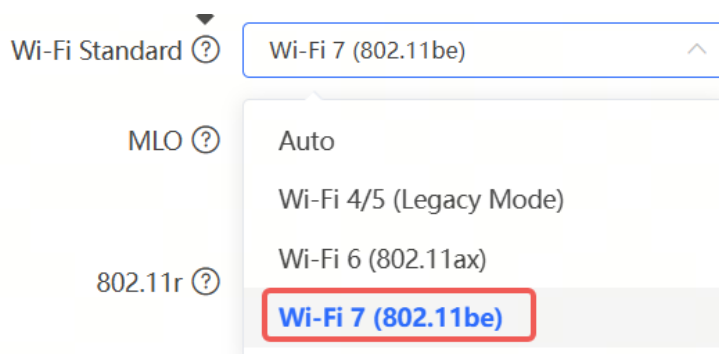 Wi-Fi Standard ? Wi-Fi 7 (802.11be)
MLO ? Auto
Wi-Fi 4/5 (Legacy Mode)
Wi-Fi 6 (802.11ax)
802.11r ?
Wi-Fi 7 (802.11be)